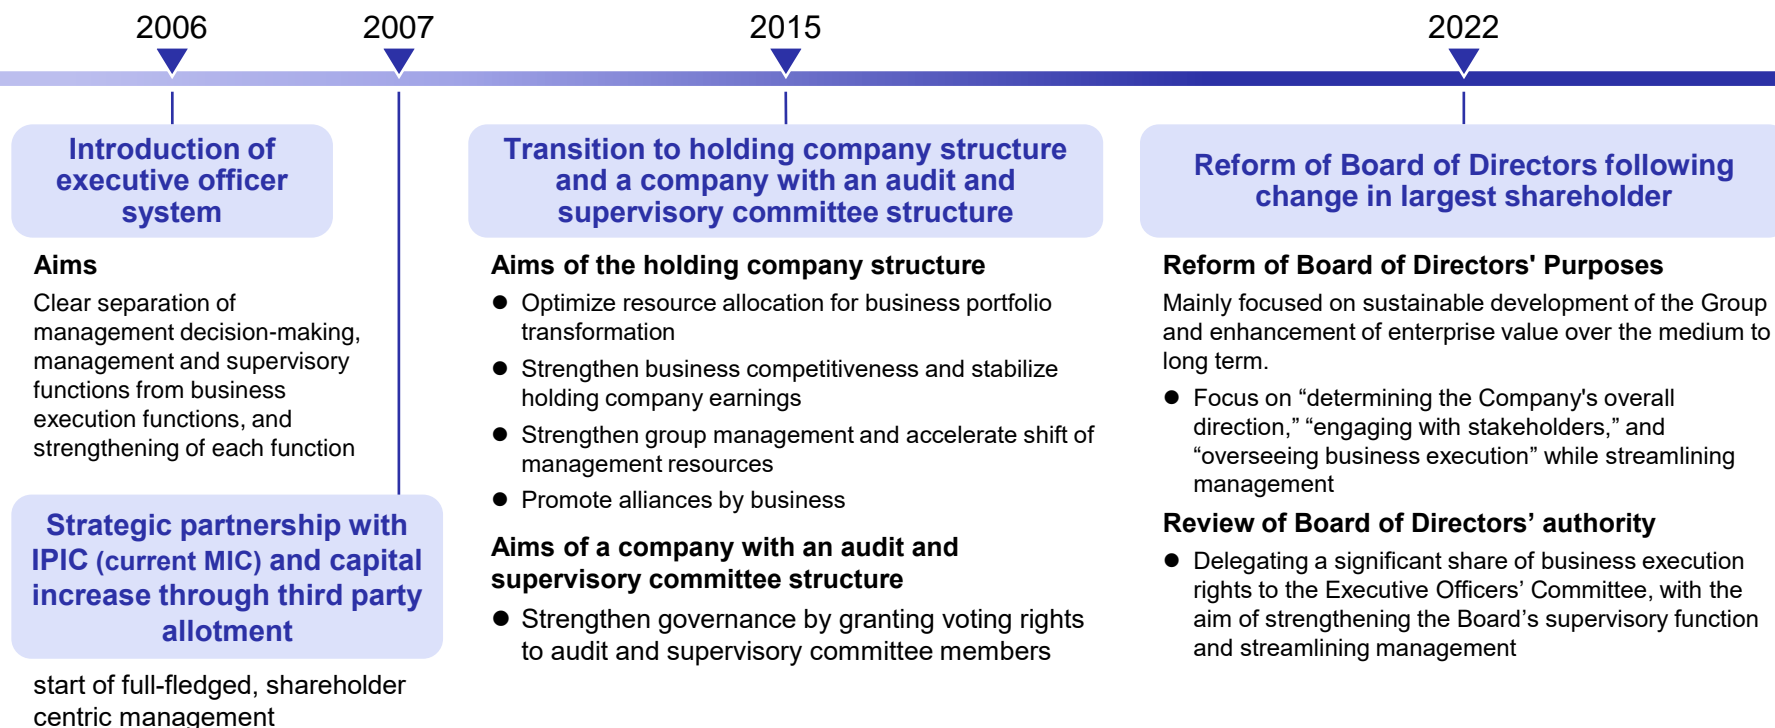 2006
2007
2015
2022
Introduction of
executive officer
system
Aims
Clear separation of
management decision-making,
management and supervisory
functions from business
execution functions, and
strengthening of each function
Strategic partnership with
IPIC (current MIC) and capital
increase through third party
allotment
start of full-fledged, shareholder
centric management
Transition to holding company structure
and a company with an audit and
supervisory committee structure
Aims of the holding company structure
● Optimize resource allocation for business portfolio
transformation
● Strengthen business competitiveness and stabilize
holding company earnings
● Strengthen group management and accelerate shift of
management resources
● Promote alliances by business
Aims of a company with an audit and
supervisory committee structure
● Strengthen governance by granting voting rights
to audit and supervisory committee members
Reform of Board of Directors following
change in largest shareholder
Reform of Board of Directors' Purposes
Mainly focused on sustainable development of the Group
and enhancement of enterprise value over the medium to
long term.
● Focus on “determining the Company's overall
direction,” “engaging with stakeholders,” and
“overseeing business execution” while streamlining
management
Review of Board of Directors’ authority
● Delegating a significant share of business execution
rights to the Executive Officers’ Committee, with the
aim of strengthening the Board’s supervisory function
and streamlining management